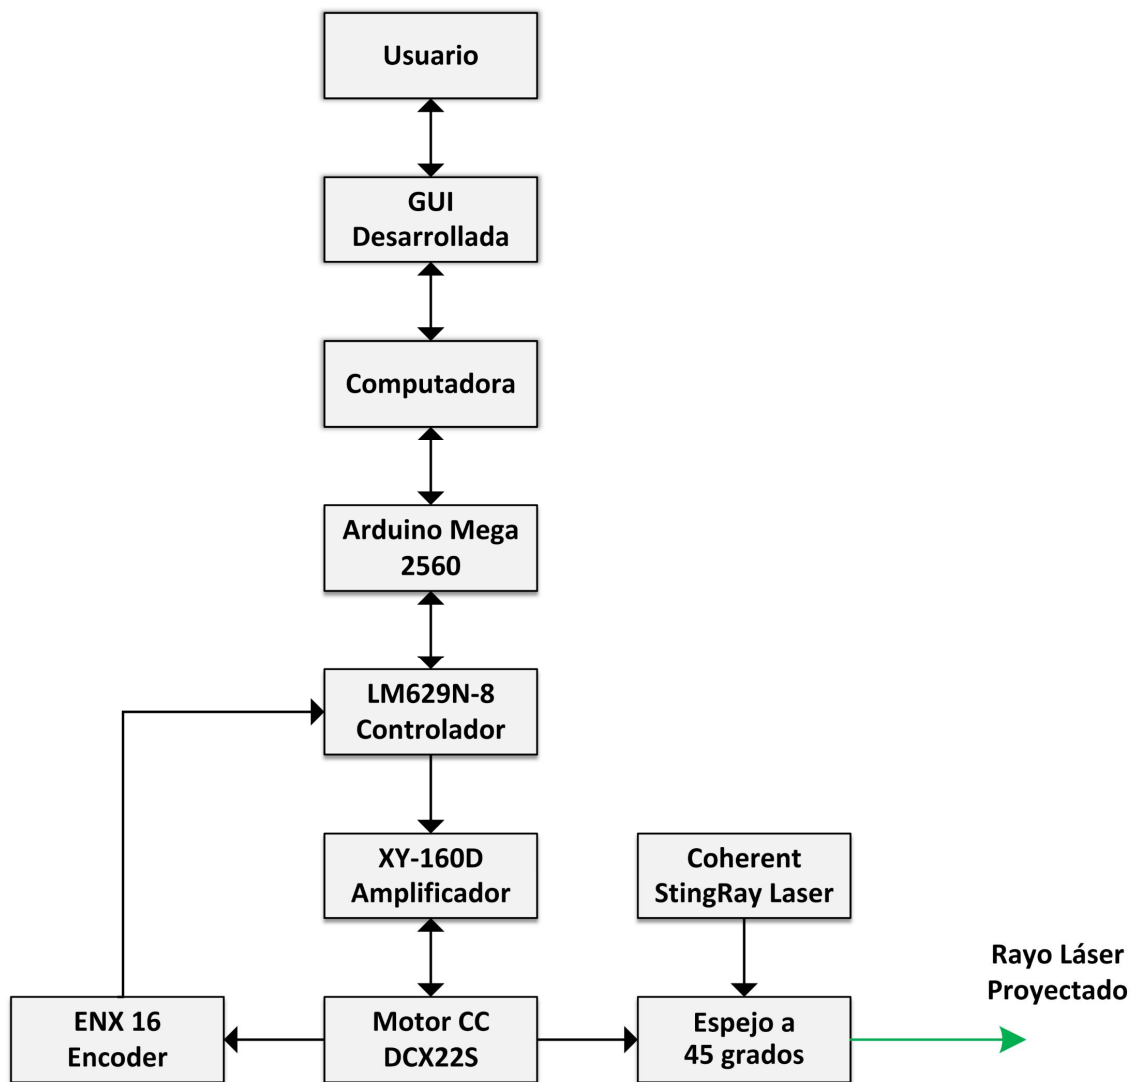 Usuario
GUI
Desarrollada
Computadora
Arduino Mega
2560
LM629N-8
Controlador
XY-160D
Amplificador
Coherent
StingRay Laser
Rayo Láser
Proyectado
ENX 16
Encoder
Motor CC
DCX22S
Espejo a
45 grados